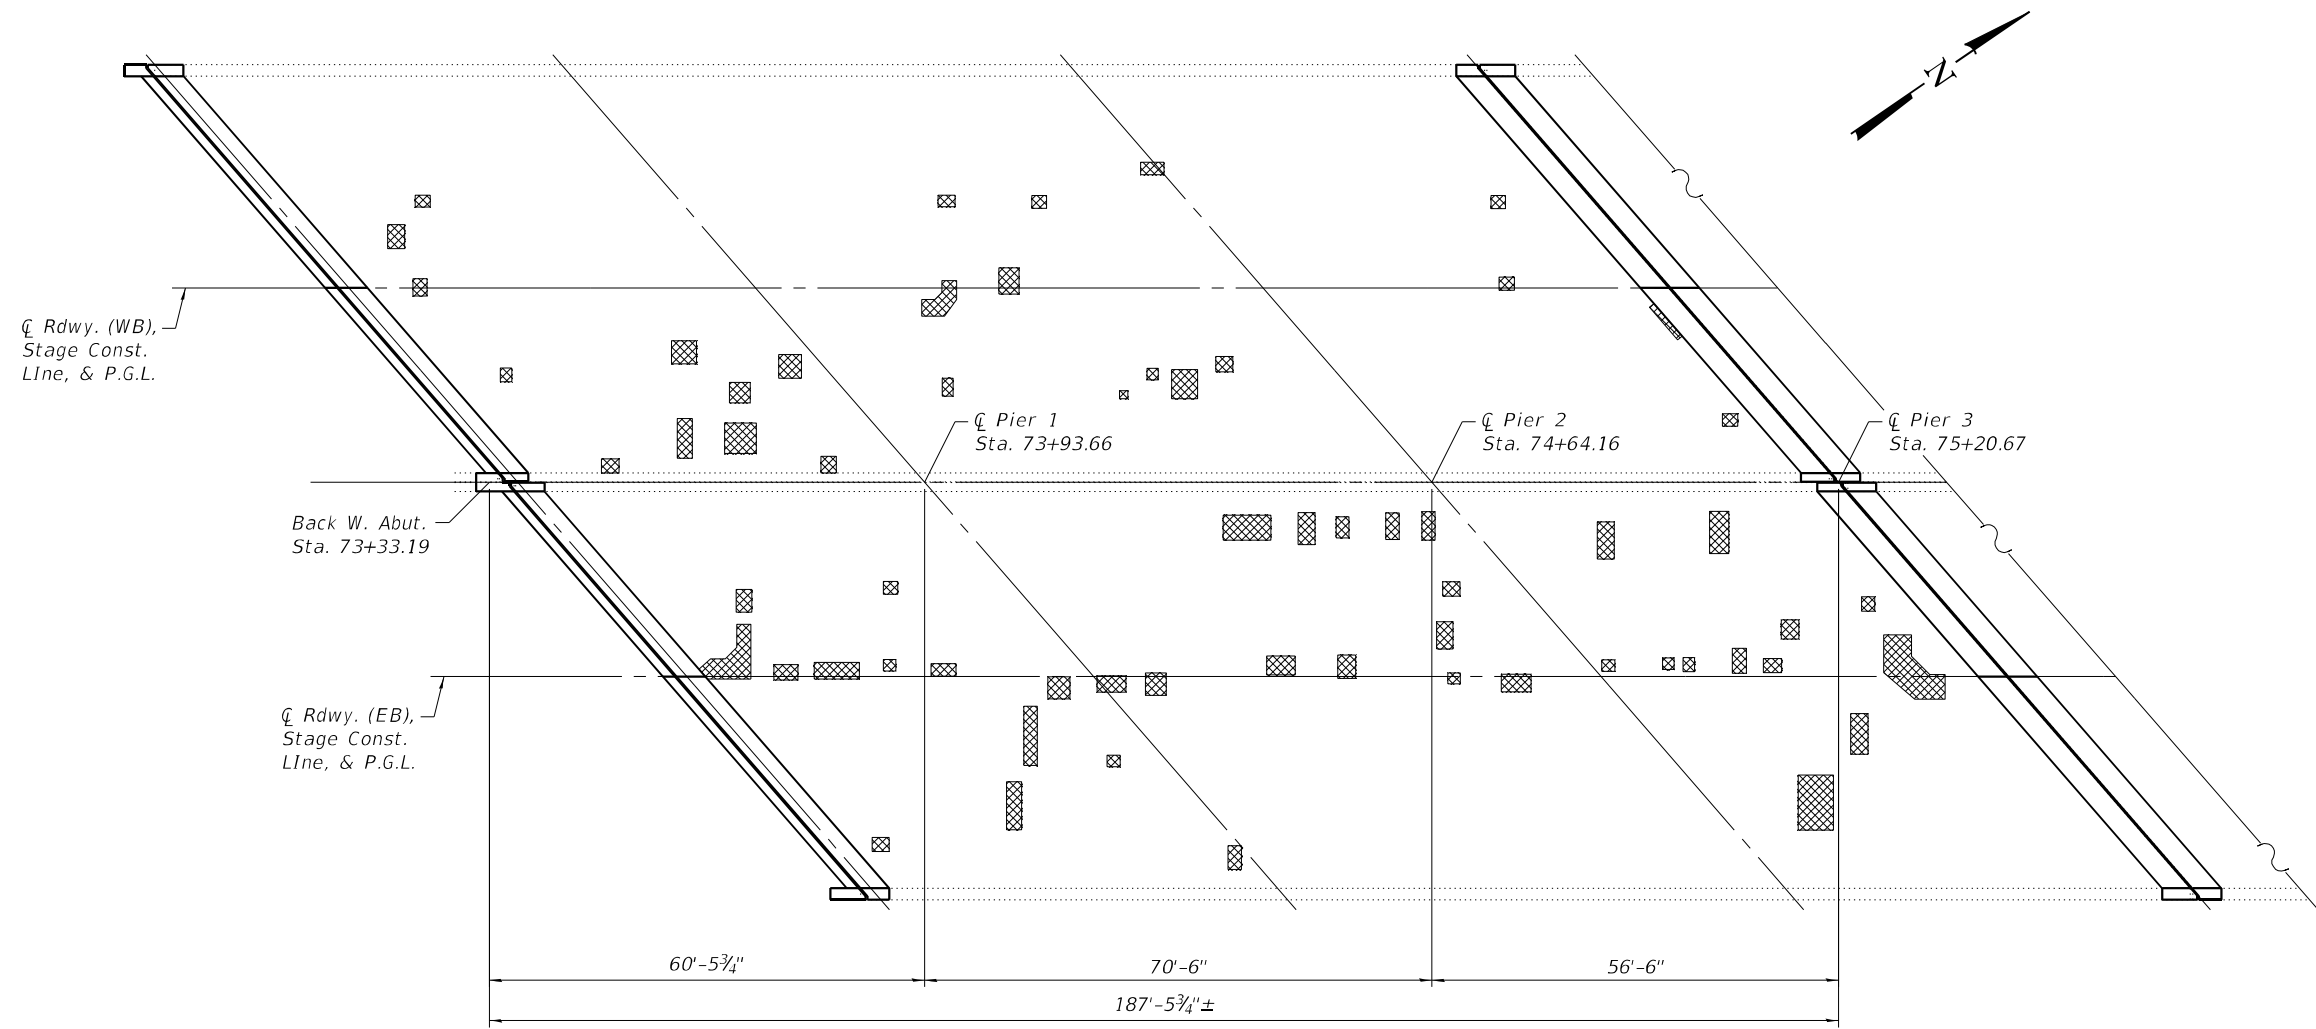 N
℄ Rdwy. (WB),
Stage Const.
LIne, & P.G.L.
℄ Pier 1
Sta. 73+93.66
℄ Pier 2
Sta. 74+64.16
℄ Pier 3
Sta. 75+20.67
Back W. Abut.
Sta. 73+33.19
℄ Rdwy. (EB),
Stage Const.
LIne, & P.G.L.
60'-5¾"
70'-6"
56'-6"
187'-5¾"±